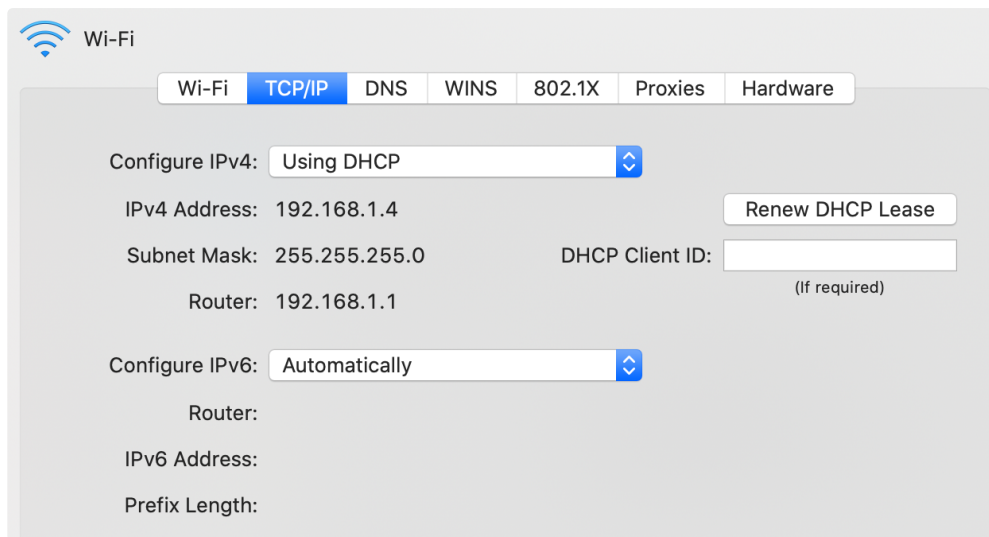 Wi-Fi
Wi-Fi TCP/IP DNS WINS 802.1X Proxies Hardware
Configure IPv4: Using DHCP
IPv4 Address: 192.168.1.4 Renew DHCP Lease
Subnet Mask: 255.255.255.0 DHCP Client ID:
(If required)
Router: 192.168.1.1
Configure IPv6: Automatically
Router:
IPv6 Address:
Prefix Length: